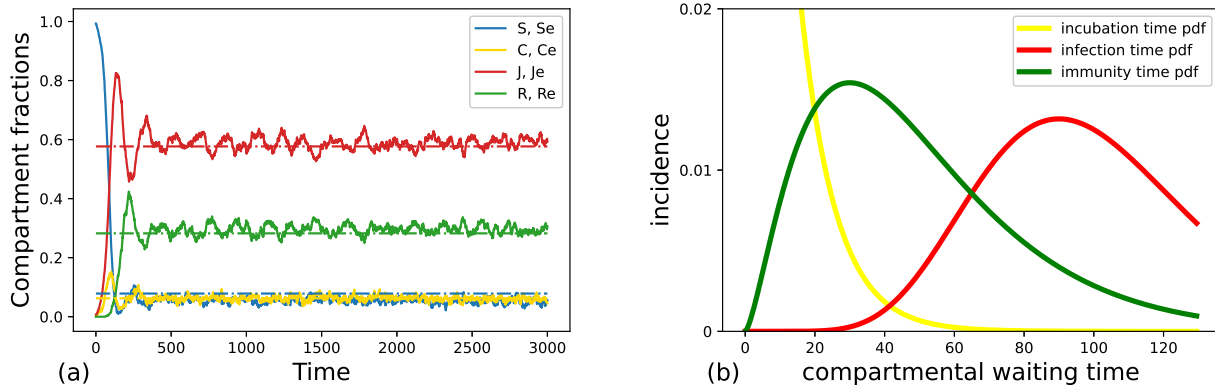 1.0
0.8
0.6
0.4
0.2
0.0
Compartment fractions
S, Se
C, Ce
J, Je
R, Re
0 500 1000 1500 2000 2500 3000
(a) Time
0.02
0.01
0
incidence
incubation time pdf
infection time pdf
immunity time pdf
0 20 40 60 80 100 120
(b) compartmental waiting time